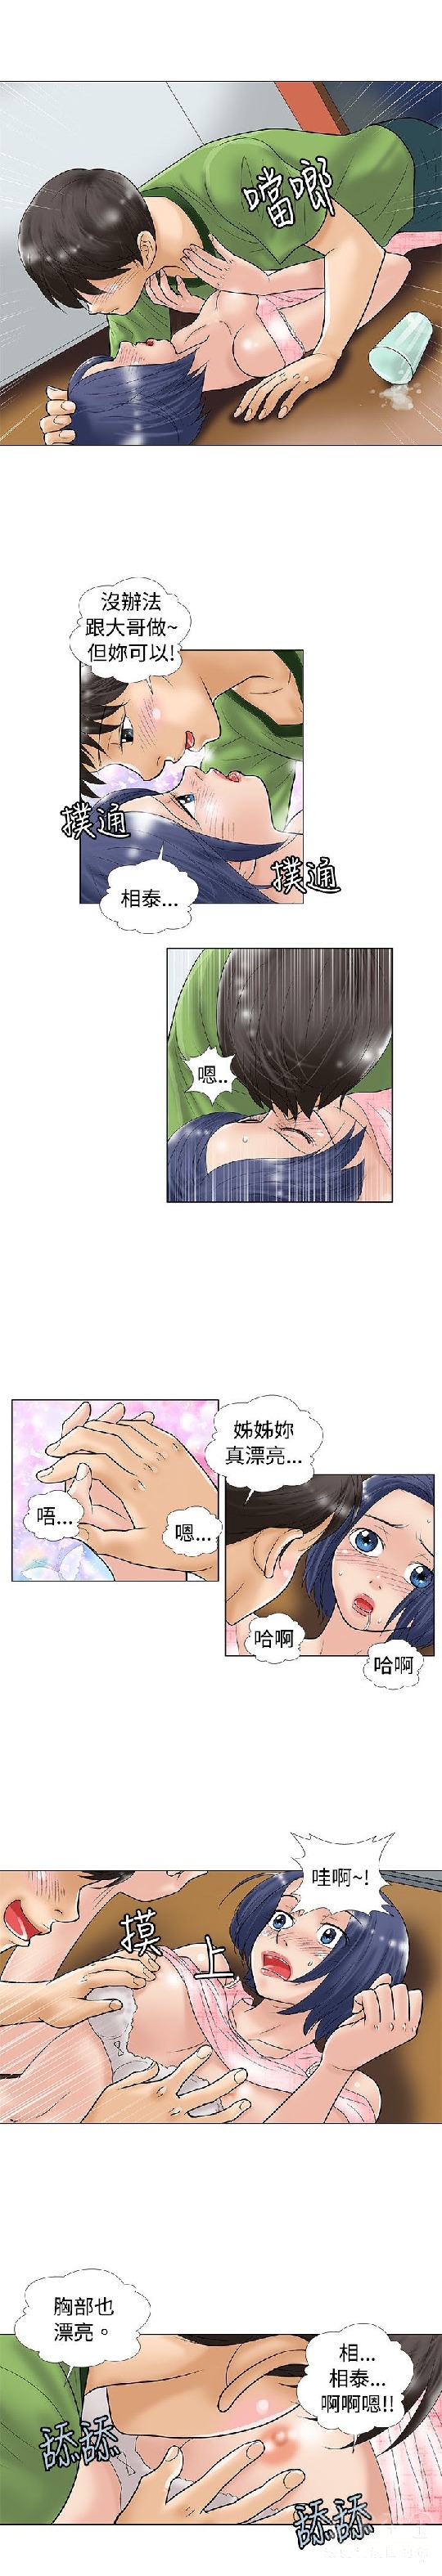 噹啷
沒辦法
跟大哥做~
但妳可以!
撲通
撲通
相泰...
嗯..
姊姊妳
真漂亮...
唔...
嗯...
哈啊
哈啊
哇啊~!
摸上
胸部也
漂亮。
相...
相泰...
啊啊嗯!!
舔舔
舔舔